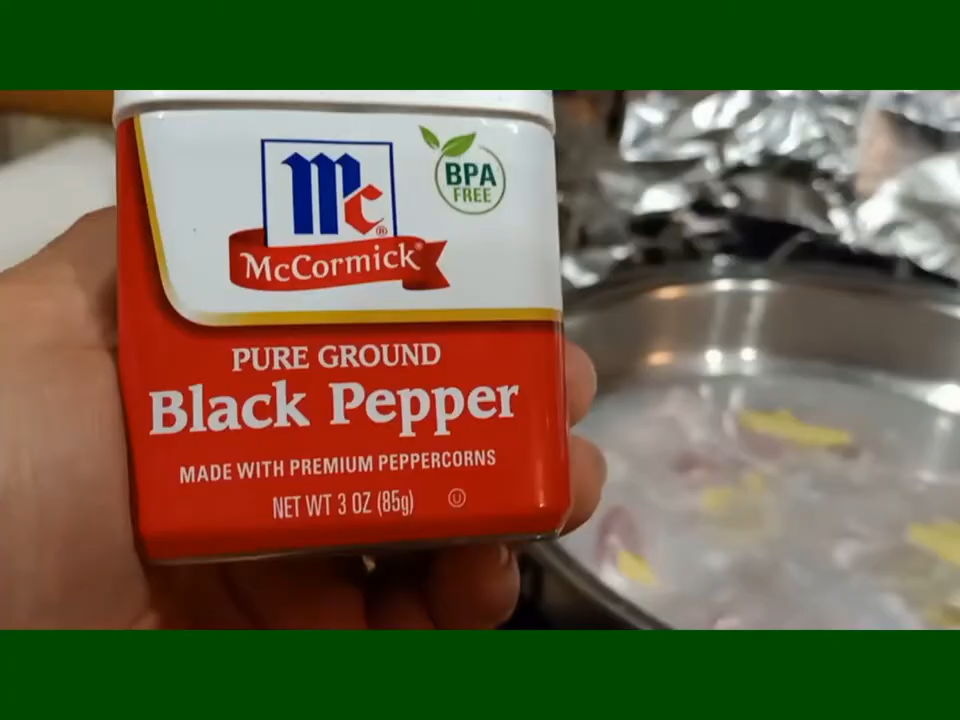 Mc®
BPA
FREE
McCormick®
PURE GROUND
Black Pepper
MADE WITH PREMIUM PEPPERCORNS
NET WT 3 OZ (85g) U